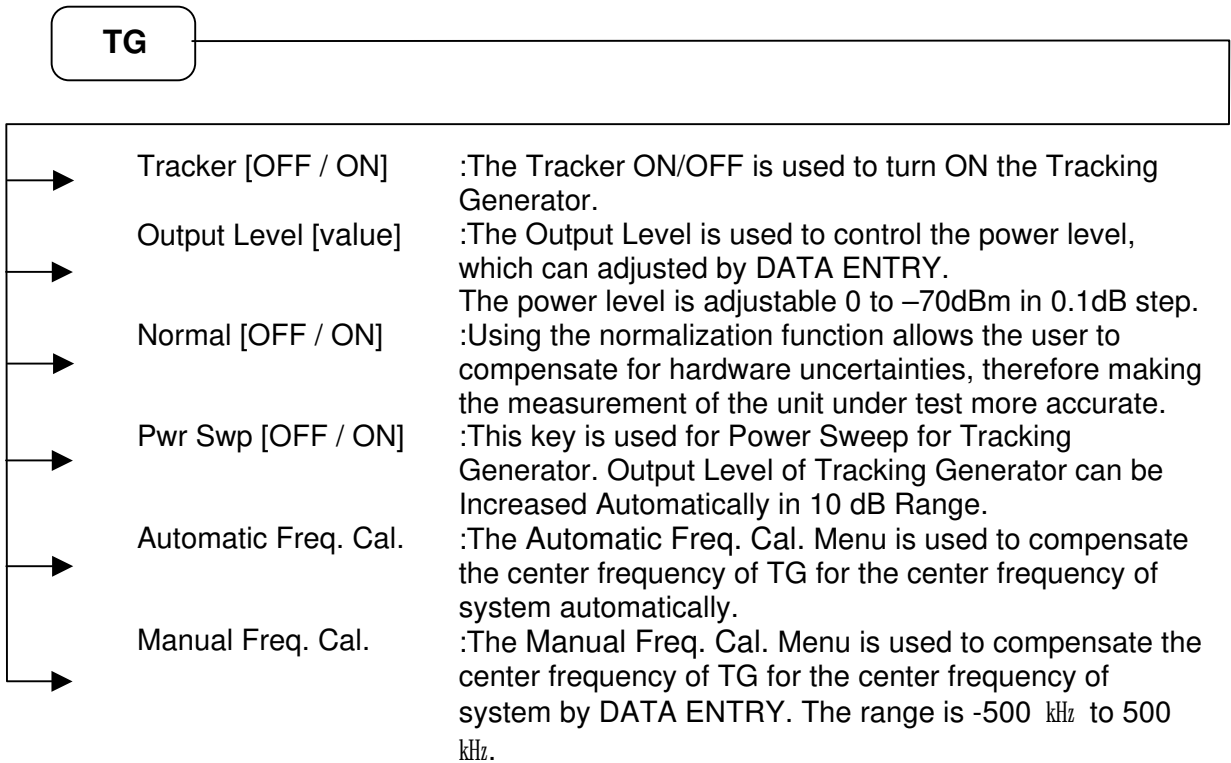 TG
Tracker [OFF / ON] :The Tracker ON/OFF is used to turn ON the Tracking
Generator.
Output Level [value] :The Output Level is used to control the power level,
which can adjusted by DATA ENTRY.
The power level is adjustable 0 to –70dBm in 0.1dB step.
Normal [OFF / ON] :Using the normalization function allows the user to
compensate for hardware uncertainties, therefore making
the measurement of the unit under test more accurate.
Pwr Swp [OFF / ON] :This key is used for Power Sweep for Tracking
Generator. Output Level of Tracking Generator can be
Increased Automatically in 10 dB Range.
Automatic Freq. Cal. :The Automatic Freq. Cal. Menu is used to compensate
the center frequency of TG for the center frequency of
system automatically.
Manual Freq. Cal. :The Manual Freq. Cal. Menu is used to compensate the
center frequency of TG for the center frequency of
system by DATA ENTRY. The range is -500 ㎑ to 500
㎑.